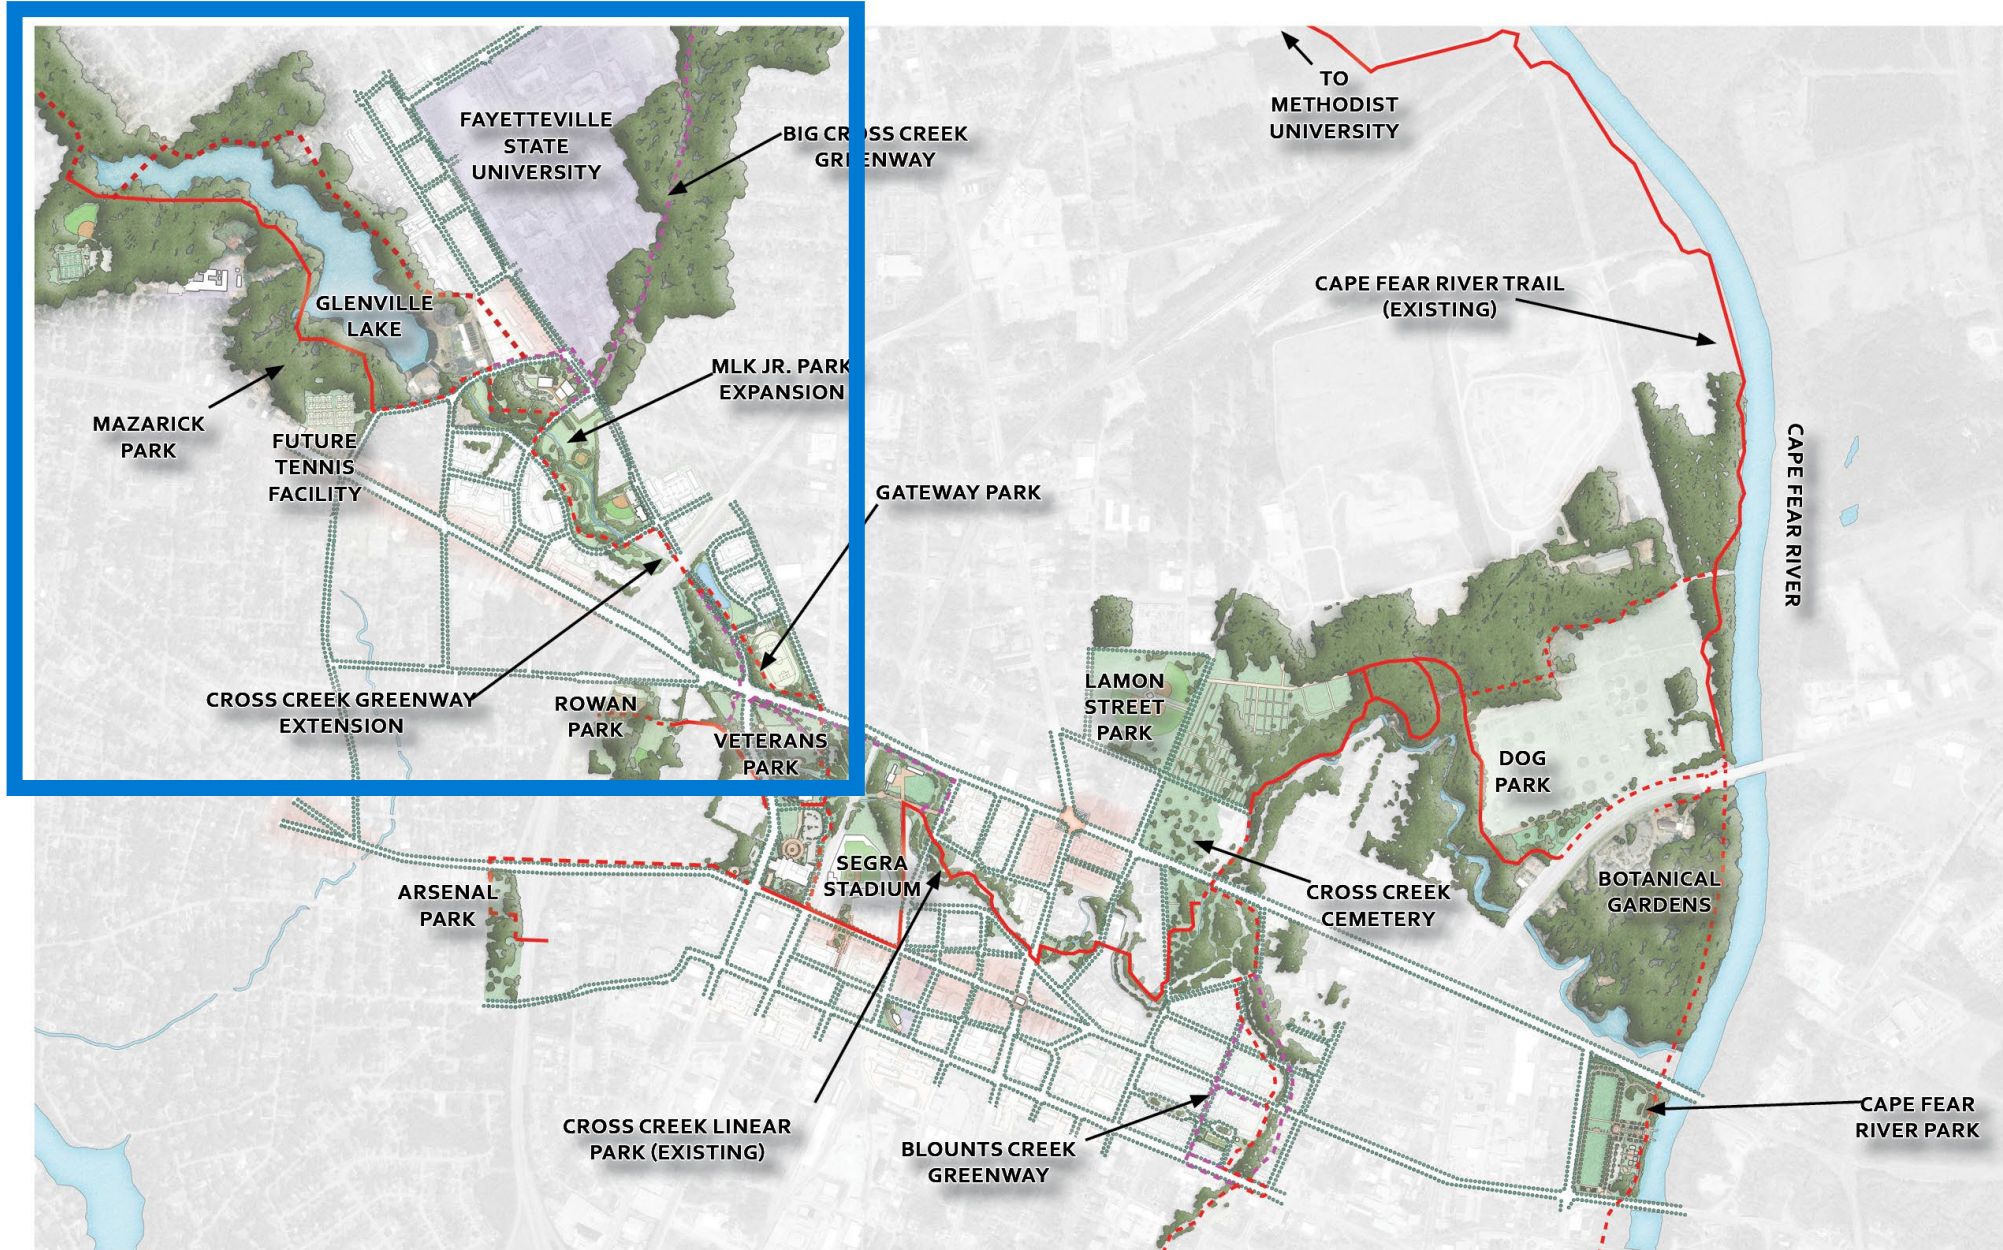 TO
METHODIST
UNIVERSITY
FAYETTEVILLE
STATE
UNIVERSITY
BIG CROSS CREEK
GREENWAY
GLENVILLE
LAKE
CAPE FEAR RIVER TRAIL
(EXISTING)
MLK JR. PARK
EXPANSION
MAZARICK
PARK
FUTURE
TENNIS
FACILITY
GATEWAY PARK
CAPE FEAR RIVER
CROSS CREEK GREENWAY
EXTENSION
ROWAN
PARK
VETERANS
PARK
LAMON
STREET
PARK
DOG
PARK
ARSENAL
PARK
SEGRA
STADIUM
CROSS CREEK
CEMETERY
BOTANICAL
GARDENS
CROSS CREEK LINEAR
PARK (EXISTING)
BLOUNTS CREEK
GREENWAY
CAPE FEAR
RIVER PARK